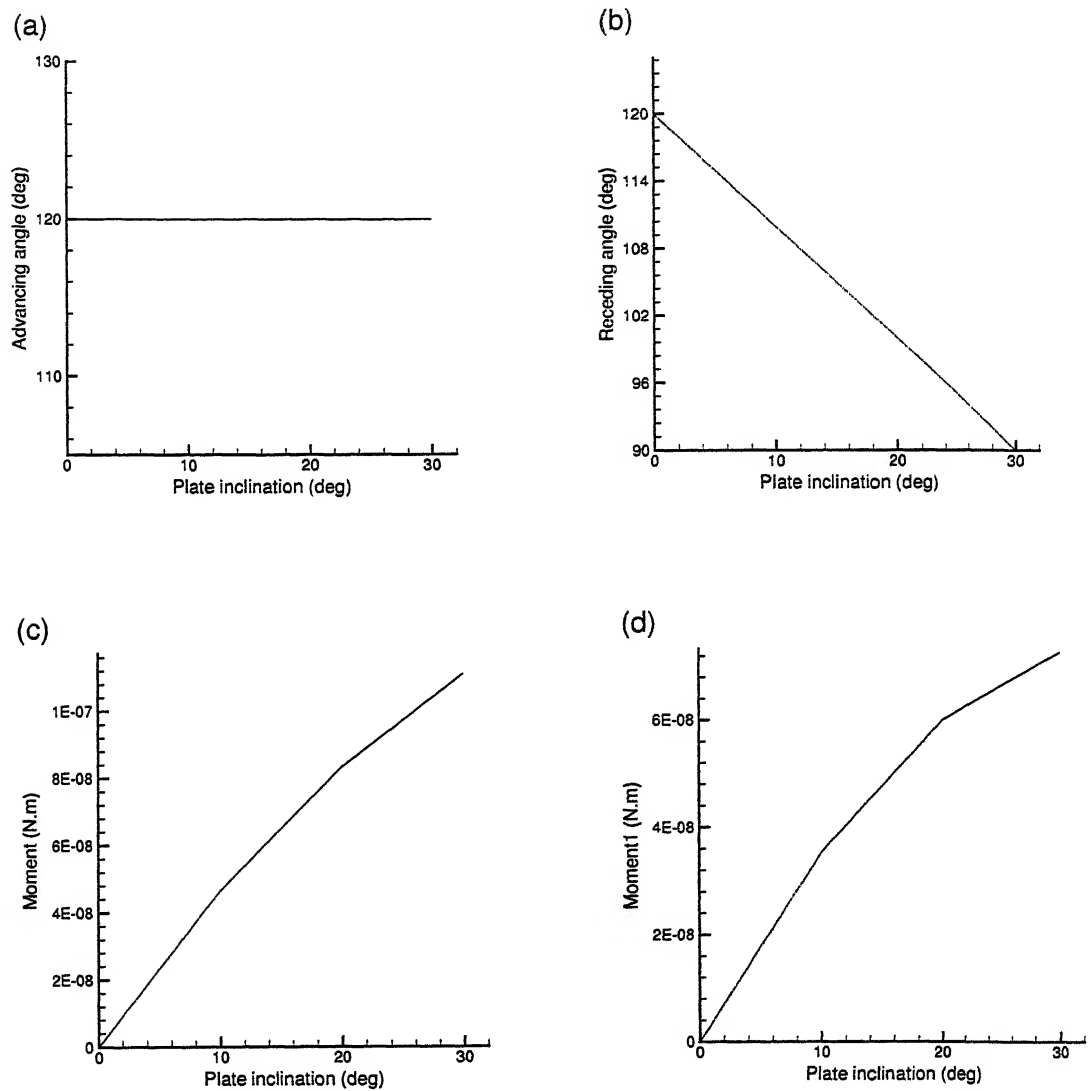 (a)
130
120
110
Advancing angle (deg)
0 10 20 30
Plate inclination (deg)
(b)
120
114
108
102
96
90
Receding angle (deg)
0 10 20 30
Plate inclination (deg)
(c)
1E-07
8E-08
6E-08
4E-08
2E-08
0
Moment (N.m)
0 10 20 30
Plate inclination (deg)
(d)
6E-08
4E-08
2E-08
0
Moment1 (N.m)
0 10 20 30
Plate inclination (deg)